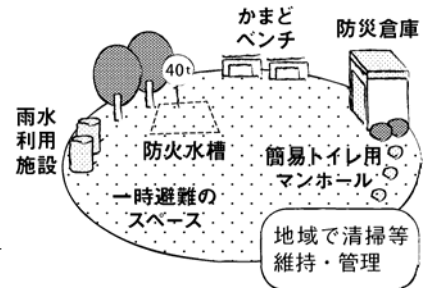 かまど
ベンチ
防災倉庫
40t
雨水
利用
施設
防火水槽
簡易トイレ用
マンホール
一時避難の
スペース
地域で清掃等
維持・管理